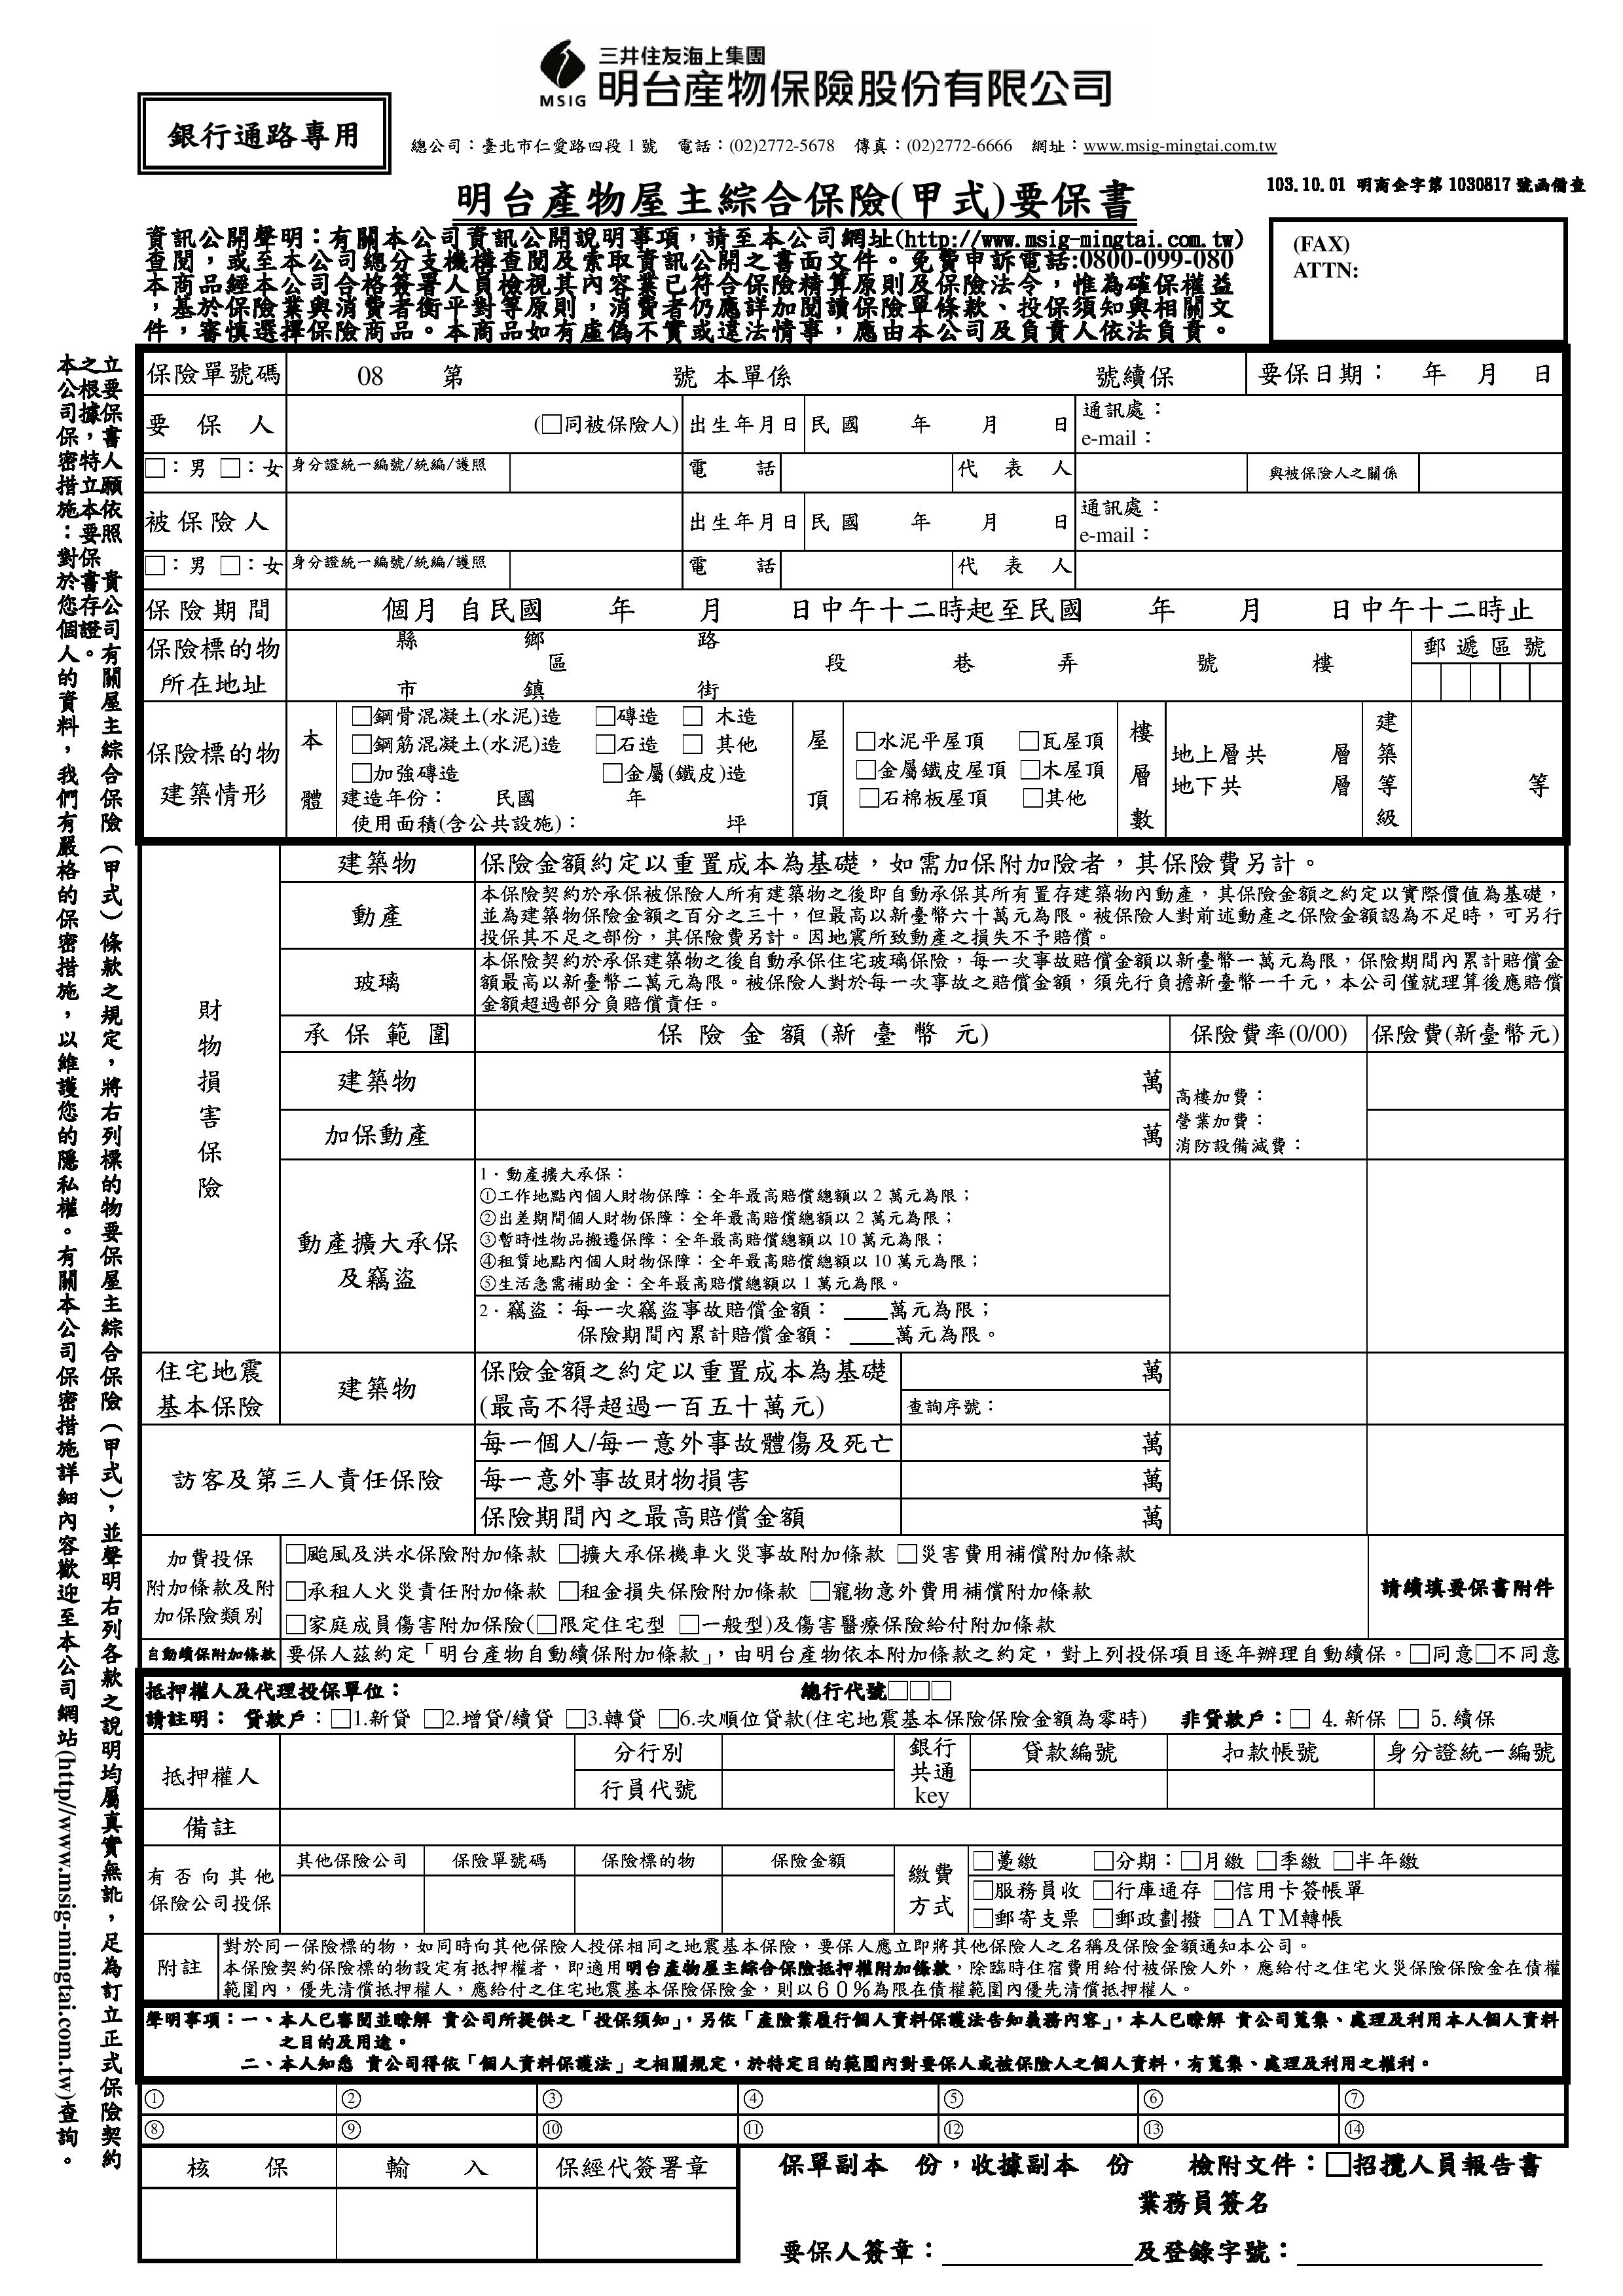 三井住友海上集團
MSIG 明台産物保險股份有限公司
銀行通路專用
總公司：臺北市仁愛路四段 1 號 電話：(02)2772-5678 傳真：(02)2772-6666 網址：www.msig-mingtai.com.tw
103.10.01 明商企字第 1030817 號函備查
明台產物屋主綜合保險(甲式)要保書
資訊公開聲明：有關本公司資訊公開說明事項，請至本公司網址(http://www.msig-mingtai.com.tw)
查閱，或至本公司總分支機構查閱及索取資訊公開之書面文件。免費申訴電話:0800-099-080
本商品經本公司合格簽署人員檢視其內容業已符合保險精算原則及保險法令，惟為確保權益
，基於保險業與消費者衡平對等原則，消費者仍應詳加閱讀保險單條款、投保須知與相關文
件，審慎選擇保險商品。本商品如有虛偽不實或違法情事，應由本公司及負責人依法負責。
(FAX)
ATTN:
立要保書人願依照 貴公司有關屋主綜合保險（甲式）條款之規定，將右列標的物要保屋主綜合保險（甲式），並聲明右列各款之說明均屬真實無訛，足為訂立正式保險契約
之根據，特立本要保書存證。
本公司保密措施：對於您個人的資料，我們有嚴格的保密措施，以維護您的隱私權。有關本公司保密措施詳細內容歡迎至本公司網站(http//www.msig-mingtai.com.tw)查詢。
保險單號碼 08 第 號 本單係 號續保 要保日期： 年 月 日
要保人 (□同被保險人) 出生年月日 民國 年 月 日 通訊處：
e-mail：
□：男 □：女 身分證統一編號/統編/護照 電話 代表人 與被保險人之關係
被保險人 出生年月日 民國 年 月 日 通訊處：
e-mail：
□：男 □：女 身分證統一編號/統編/護照 電話 代表人
保險期間 個月 自民國 年 月 日中午十二時起至民國 年 月 日中午十二時止
保險標的物
所在地址
縣 鄉 路
區 段 巷 弄 號 樓
市 鎮 街
郵遞區號
保險標的物
建築情形
本體
□鋼骨混凝土(水泥)造 □磚造 □ 木造
□鋼筋混凝土(水泥)造 □石造 □ 其他
□加強磚造 □金屬(鐵皮)造
建造年份： 民國 年
使用面積(含公共設施)： 坪
屋頂
□水泥平屋頂 □瓦屋頂
□金屬鐵皮屋頂 □木屋頂
□石棉板屋頂 □其他
樓層數
地上層共 層
地下共 層
建築等級
等
財物損害保險
建築物 保險金額約定以重置成本為基礎，如需加保附加險者，其保險費另計。
動產
本保險契約於承保被保險人所有建築物之後即自動承保其所有置存建築物內動產，其保險金額之約定以實際價值為基礎，
並為建築物保險金額之百分之三十，但最高以新臺幣六十萬元為限。被保險人對前述動產之保險金額認為不足時，可另行
投保其不足之部份，其保險費另計。因地震所致動產之損失不予賠償。
玻璃
本保險契約於承保建築物之後自動承保住宅玻璃保險，每一次事故賠償金額以新臺幣一萬元為限，保險期間內累計賠償金
額最高以新臺幣二萬元為限。被保險人對於每一次事故之賠償金額，須先行負擔新臺幣一千元，本公司僅就理算後應賠償
金額超過部分負賠償責任。
承保範圍 保險金額(新臺幣元) 保險費率(0/00) 保險費(新臺幣元)
建築物 萬
加保動產 萬
高樓加費：
營業加費：
消防設備減費：
動產擴大承保
及竊盜
1．動產擴大承保：
①工作地點內個人財物保障：全年最高賠償總額以 2 萬元為限；
②出差期間個人財物保障：全年最高賠償總額以 2 萬元為限；
③暫時性物品搬遷保障：全年最高賠償總額以 10 萬元為限；
④租賃地點內個人財物保障：全年最高賠償總額以 10 萬元為限；
⑤生活急需補助金：全年最高賠償總額以 1 萬元為限。
2．竊盜：每一次竊盜事故賠償金額： ____萬元為限；
保險期間內累計賠償金額： ____萬元為限。
住宅地震
基本保險
建築物
保險金額之約定以重置成本為基礎 萬
(最高不得超過一百五十萬元) 查詢序號：
訪客及第三人責任保險
每一個人/每一意外事故體傷及死亡 萬
每一意外事故財物損害 萬
保險期間內之最高賠償金額 萬
加費投保
附加條款及附
加保險類別
□颱風及洪水保險附加條款 □擴大承保機車火災事故附加條款 □災害費用補償附加條款
□承租人火災責任附加條款 □租金損失保險附加條款 □寵物意外費用補償附加條款
□家庭成員傷害附加保險(□限定住宅型 □一般型)及傷害醫療保險給付附加條款
請續填要保書附件
自動續保附加條款 要保人茲約定「明台產物自動續保附加條款」，由明台產物依本附加條款之約定，對上列投保項目逐年辦理自動續保。□同意□不同意
抵押權人及代理投保單位： 總行代號□□□
請註明： 貸款戶：□1.新貸 □2.增貸/續貸 □3.轉貸 □6.次順位貸款(住宅地震基本保險保險金額為零時) 非貸款戶：□ 4.新保 □ 5.續保
抵押權人 分行別 銀行共通key 貸款編號 扣款帳號 身分證統一編號
行員代號
備註
有否向其他
保險公司投保
其他保險公司 保險單號碼 保險標的物 保險金額
繳費
方式
□躉繳 □分期：□月繳 □季繳 □半年繳
□服務員收 □行庫通存 □信用卡簽帳單
□郵寄支票 □郵政劃撥 □ＡＴＭ轉帳
附註
對於同一保險標的物，如同時向其他保險人投保相同之地震基本保險，要保人應立即將其他保險人之名稱及保險金額通知本公司。
本保險契約保險標的物設定有抵押權者，即適用明台產物屋主綜合保險抵押權附加條款，除臨時住宿費用給付被保險人外，應給付之住宅火災保險保險金在債權
範圍內，優先清償抵押權人，應給付之住宅地震基本保險保險金，則以６０%為限在債權範圍內優先清償抵押權人。
聲明事項：一、本人已審閱並瞭解 貴公司所提供之「投保須知」，另依「產險業履行個人資料保護法告知義務內容」，本人已瞭解 貴公司蒐集、處理及利用本人個人資料
之目的及用途。
二、本人知悉 貴公司得依「個人資料保護法」之相關規定，於特定目的範圍內對要保人或被保險人之個人資料，有蒐集、處理及利用之權利。
① ② ③ ④ ⑤ ⑥ ⑦
⑧ ⑨ ⑩ ⑪ ⑫ ⑬ ⑭
核保 輸入 保經代簽署章
保單副本 份，收據副本 份 檢附文件：□招攬人員報告書
業務員簽名
要保人簽章：____________及登錄字號：________________